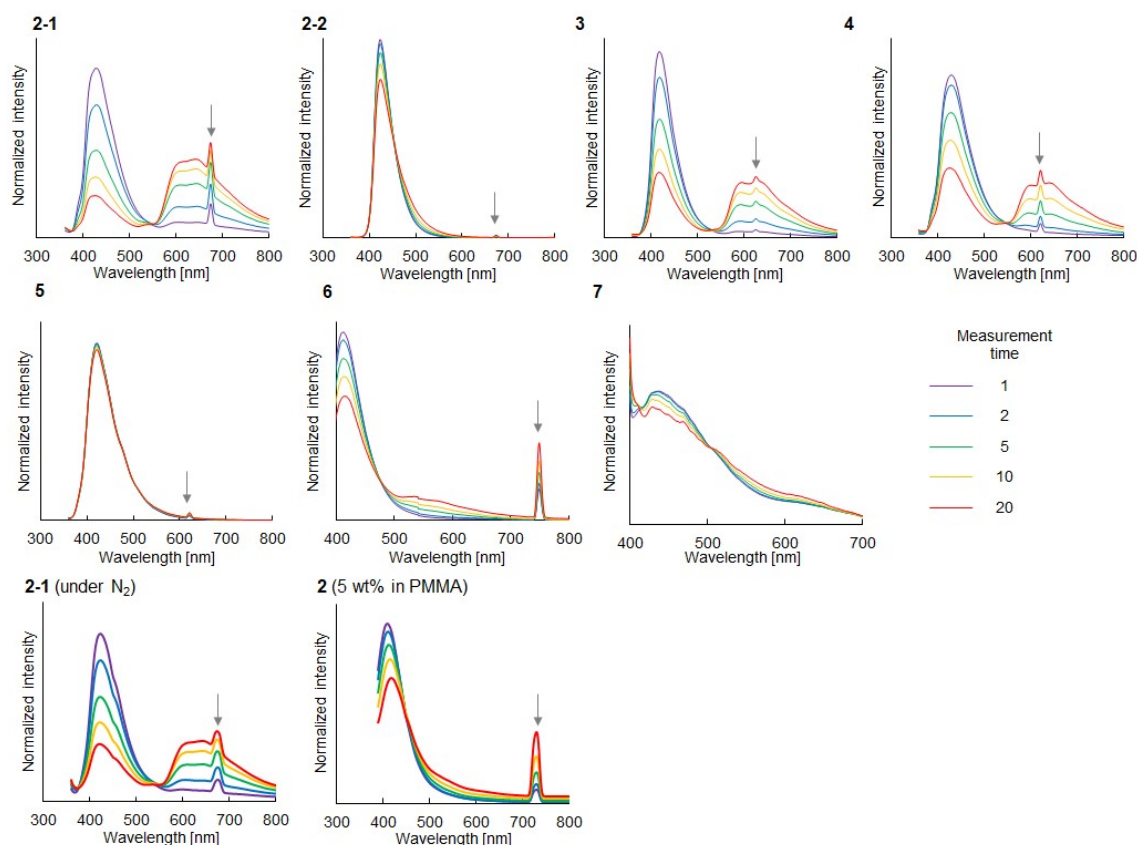 2-1
2-2
3
4
Normalized intensity
Normalized intensity
Normalized intensity
Normalized intensity
300 400 500 600 700 800
300 400 500 600 700 800
300 400 500 600 700 800
300 400 500 600 700 800
Wavelength [nm]
Wavelength [nm]
Wavelength [nm]
Wavelength [nm]
5
6
7
Normalized intensity
Normalized intensity
Normalized intensity
300 400 500 600 700 800
400 500 600 700 800
400 500 600 700
Wavelength [nm]
Wavelength [nm]
Wavelength [nm]
Measurement
time
1
2
5
10
20
2-1 (under N₂)
2 (5 wt% in PMMA)
Normalized intensity
Normalized intensity
300 400 500 600 700 800
300 400 500 600 700 800
Wavelength [nm]
Wavelength [nm]